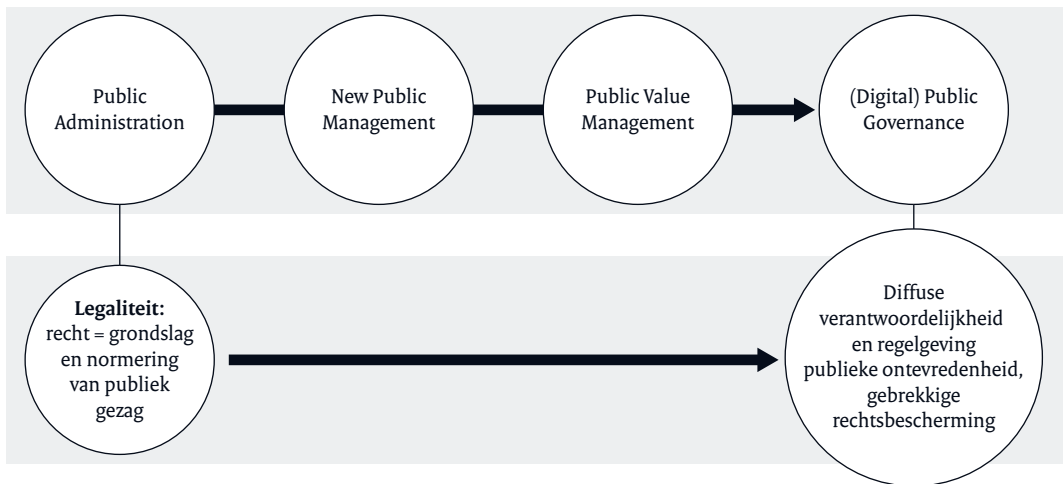 Public
Administration
New Public
Management
Public Value
Management
(Digital) Public
Governance
Legaliteit:
recht = grondslag
en normering
van publiek
gezag
Diffuse
verantwoordelijkheid
en regelgeving
publieke ontevredenheid,
gebrekkige
rechtsbescherming